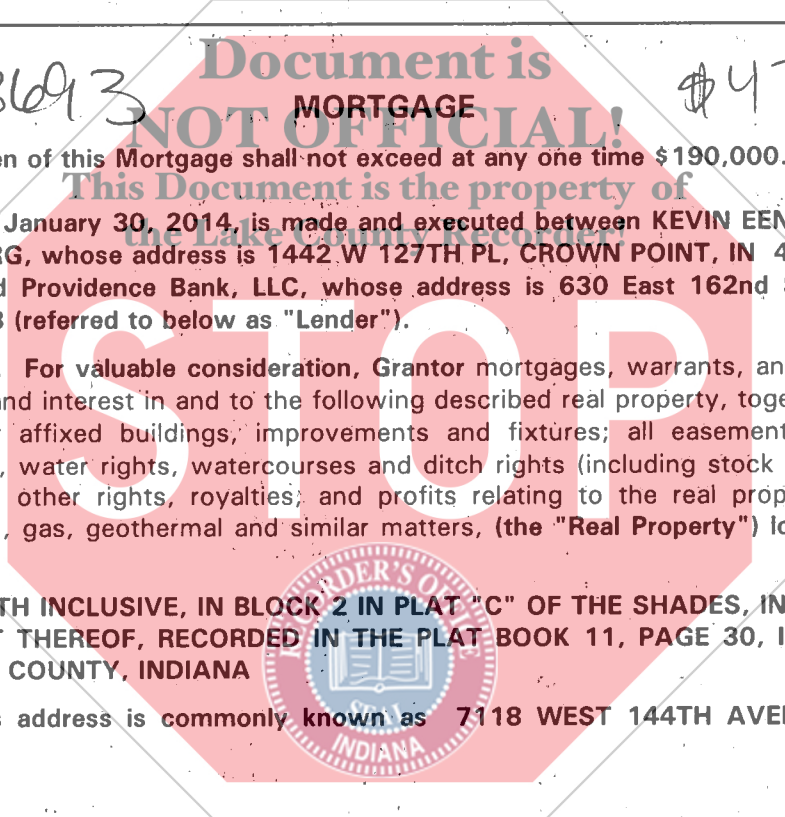 Document is
3693 MORTGAGE $47
NOT OFFICIAL!
en of this Mortgage shall not exceed at any one time $190,000.
This Document is the property of
January 30, 2014, is made and executed between KEVIN EEN
the Lake County Recorder!
RG, whose address is 1442 W 127TH PL, CROWN POINT, IN 4
d Providence Bank, LLC, whose address is 630 East 162nd
3 (referred to below as "Lender").
For valuable consideration, Grantor mortgages, warrants, an
and interest in and to the following described real property, toge
affixed buildings, improvements and fixtures; all easement
, water rights, watercourses and ditch rights (including stock
other rights, royalties, and profits relating to the real prop
, gas, geothermal and similar matters, (the "Real Property") lo
STOP
TH INCLUSIVE, IN BLOCK 2 IN PLAT "C" OF THE SHADES, IN
T THEREOF, RECORDED IN THE PLAT BOOK 11, PAGE 30, I
COUNTY, INDIANA
s address is commonly known as 7118 WEST 144TH AVE
RECORDER'S OFFICE
SEAL
INDIANA